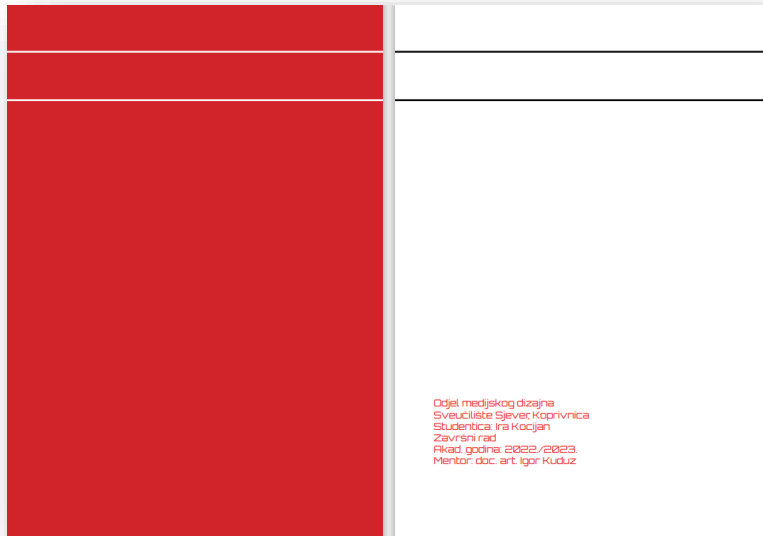 Odjel medijskog dizajna
Sveučilište Sjever, Koprivnica
Studentica: Ira Kocijan
Završni rad
Akad. godina: 2022./2023.
Mentor: doc. art. Igor Kuduz